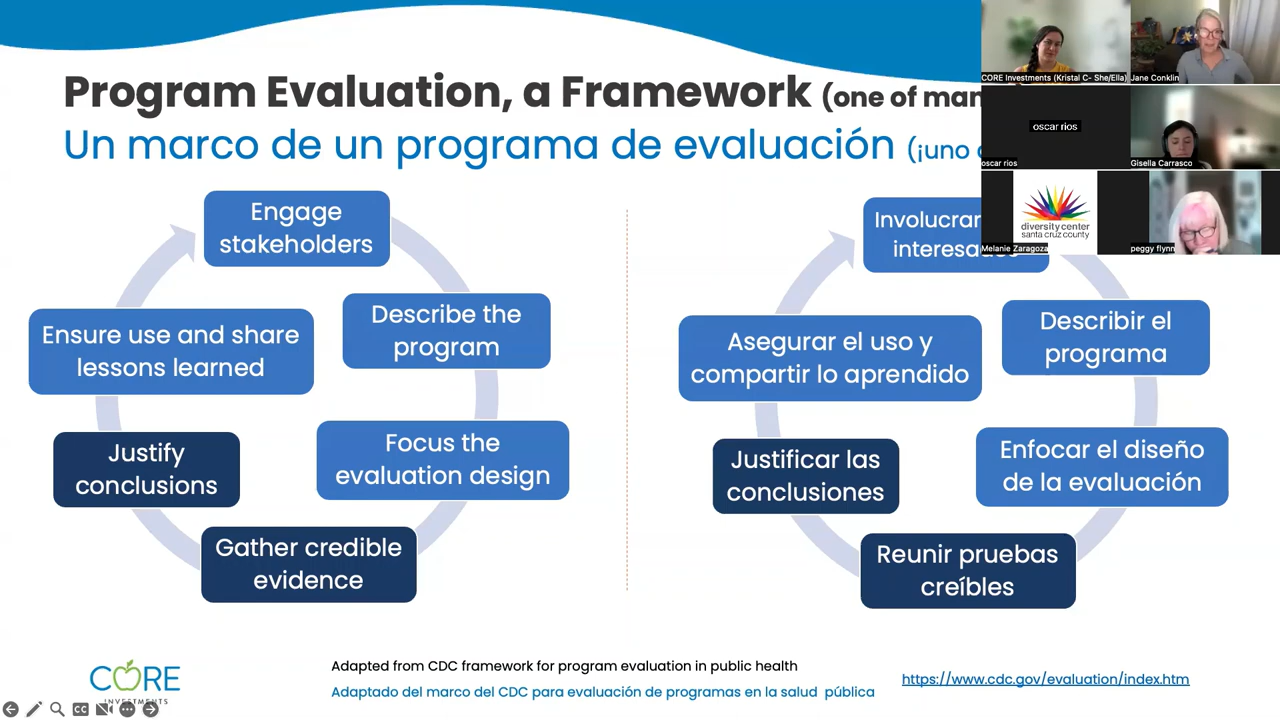 Program Evaluation, a Framework (one of man
Un marco de un programa de evaluación (¡uno
Engage
stakeholders
Describe the
program
Focus the
evaluation design
Gather credible
evidence
Justify
conclusions
Ensure use and share
lessons learned
Involucrar
interesados
Describir el
programa
Enfocar el diseño
de la evaluación
Reunir pruebas
creíbles
Justificar las
conclusiones
Asegurar el uso y
compartir lo aprendido
Adapted from CDC framework for program evaluation in public health
Adaptado del marco del CDC para evaluación de programas en la salud pública
https://www.cdc.gov/evaluation/index.htm
CORE
INVESTMENTS
CC
CORE Investments (Kristal C- She/Ella)
Jane Conklin
oscar rios
oscar rios
Gisella Carrasco
diversity center
santa cruz county
Melanie Zaragoza
peggy flynn